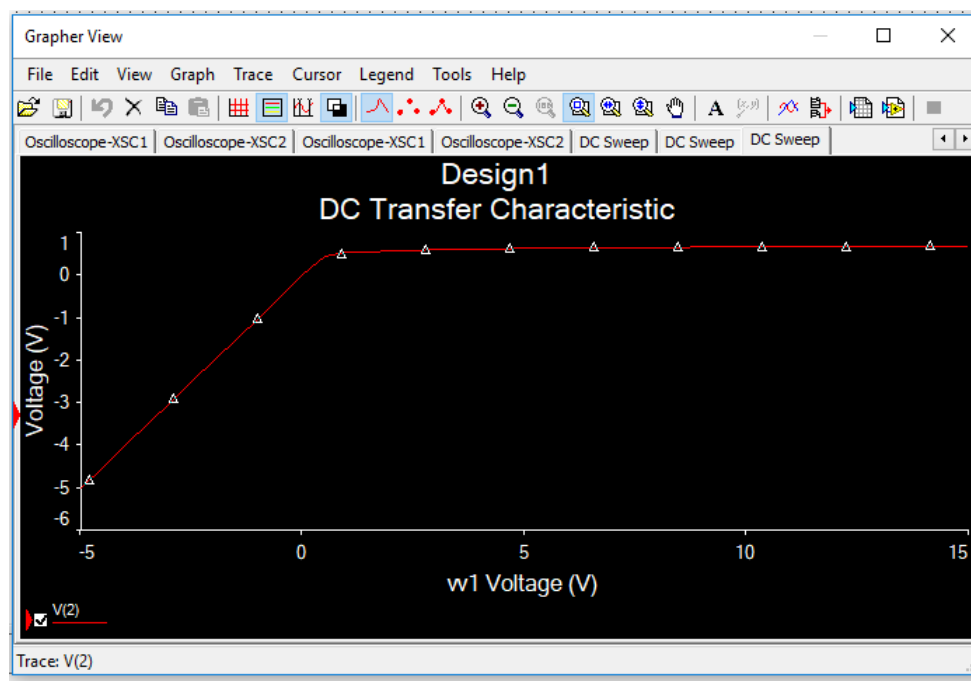 Grapher View
File Edit View Graph Trace Cursor Legend Tools Help
A
Oscilloscope-XSC1 Oscilloscope-XSC2 Oscilloscope-XSC1 Oscilloscope-XSC2 DC Sweep DC Sweep DC Sweep
Design1
DC Transfer Characteristic
Voltage (V)
1
0
-1
-2
-3
-4
-5
-6
-5 0 5 10 15
vv1 Voltage (V)
V(2)
Trace: V(2)